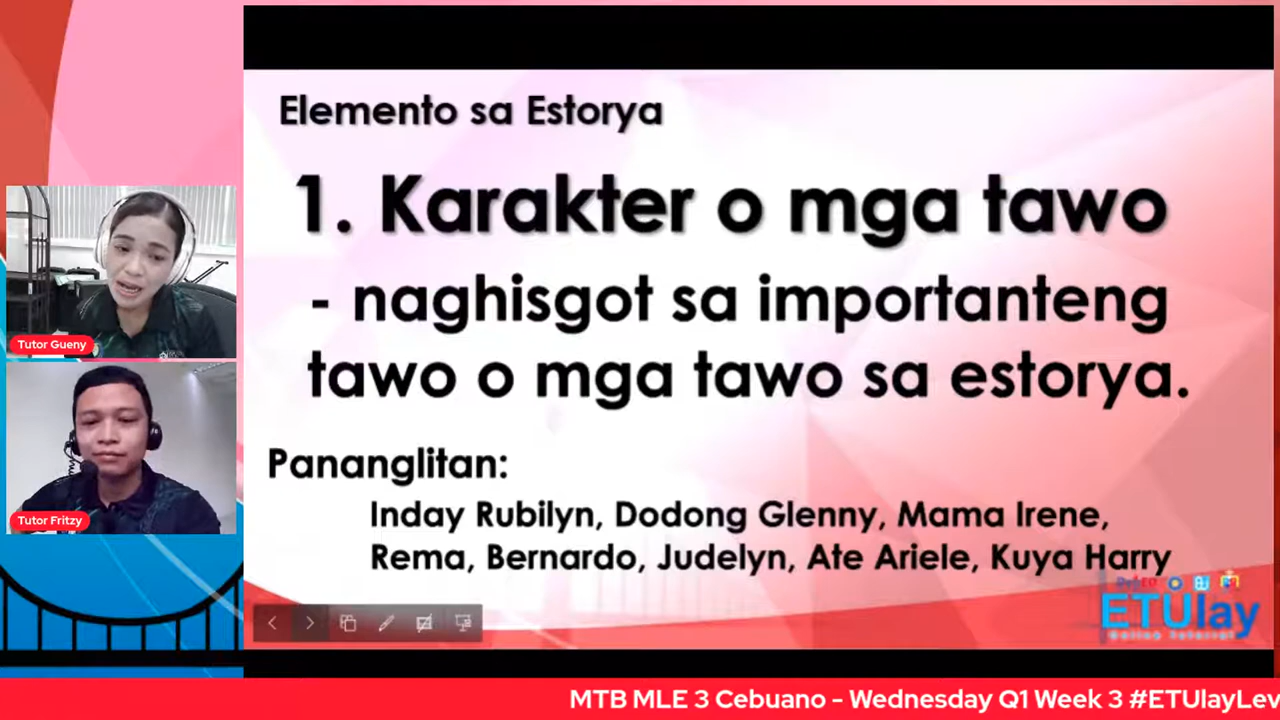 Elemento sa Estorya
1. Karakter o mga tawo
- naghisgot sa importanteng
tawo o mga tawo sa estorya.
Pananglitan:
Inday Rubilyn, Dodong Glenny, Mama Irene,
Rema, Bernardo, Judelyn, Ate Ariele, Kuya Harry
Tutor Gueny
Tutor Fritzy
ETUlay
MTB MLE 3 Cebuano - Wednesday Q1 Week 3 #ETUlayLev